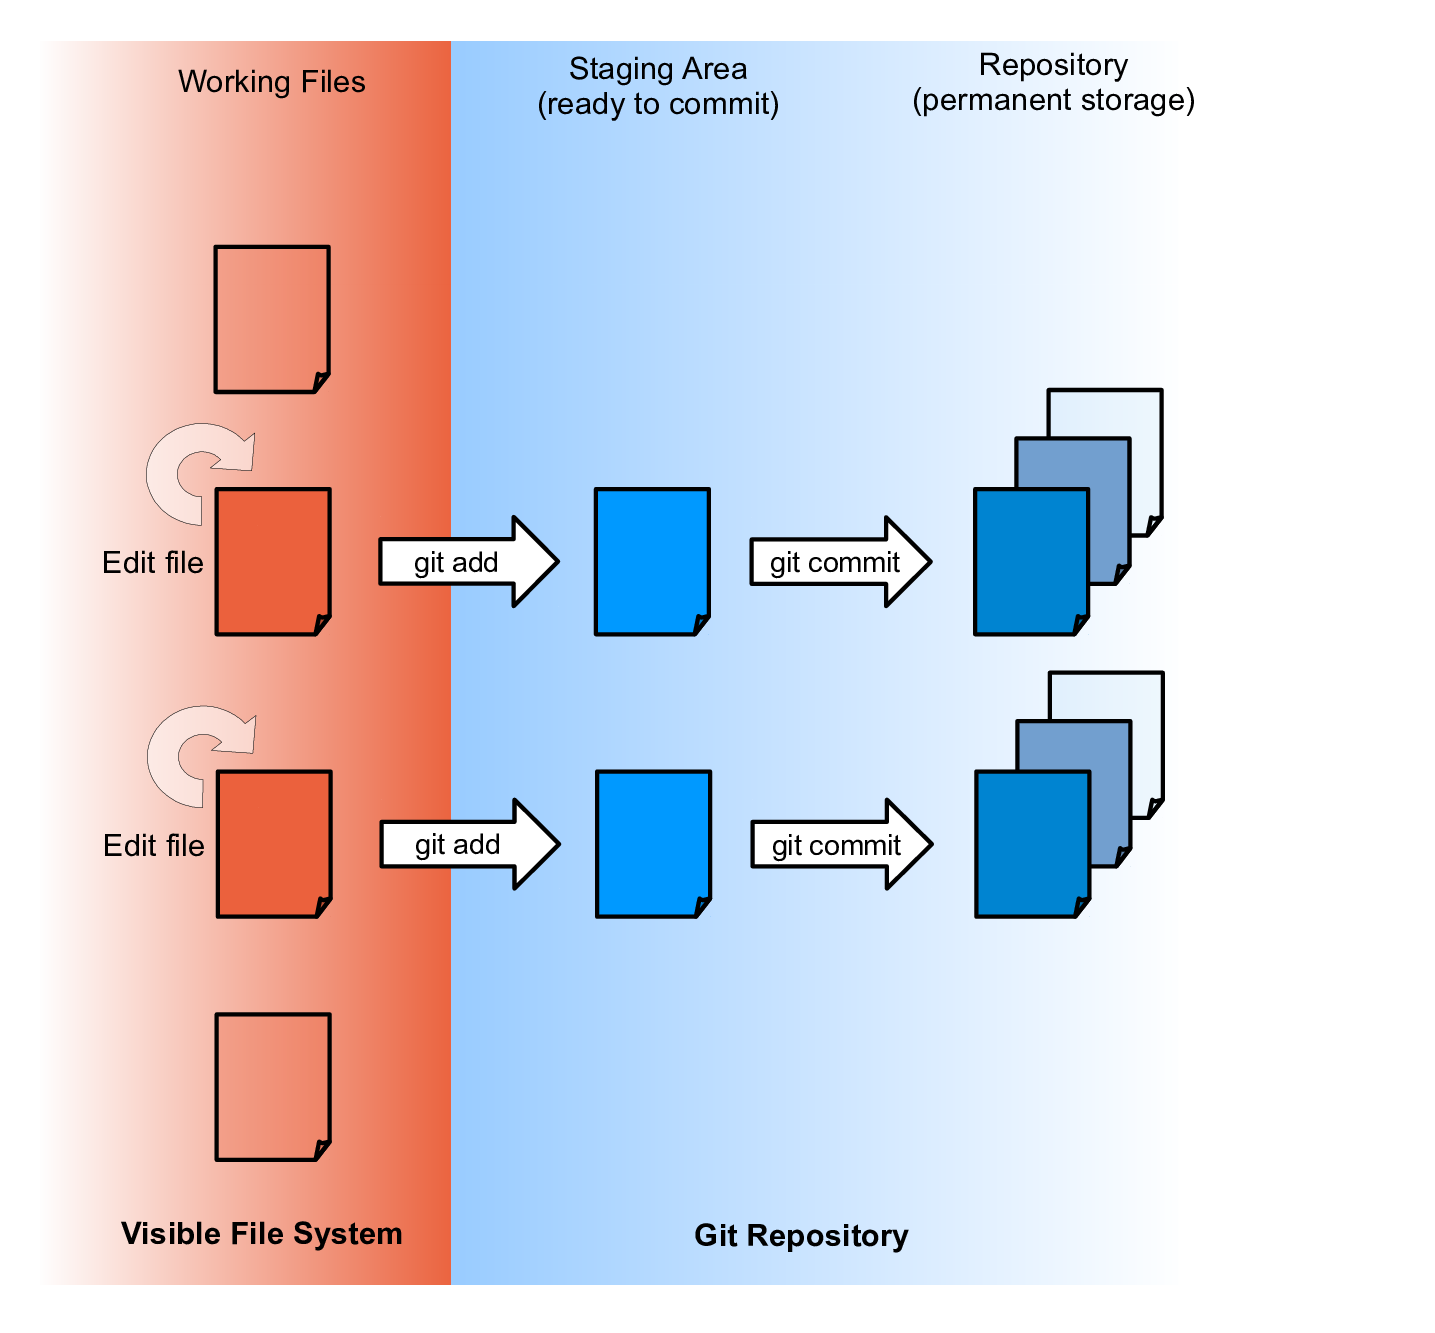 Working Files
Staging Area
(ready to commit)
Repository
(permanent storage)
Edit file
git add
git commit
Edit file
git add
git commit
Visible File System
Git Repository